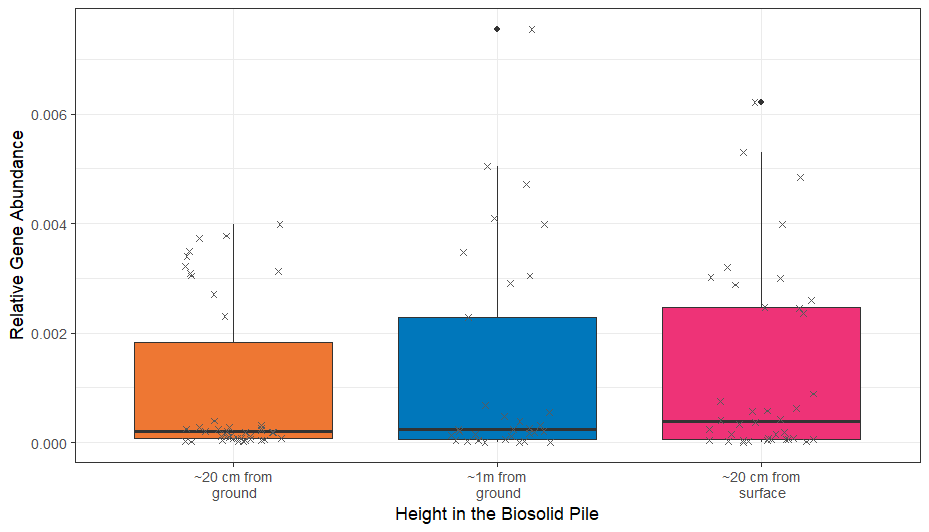 Relative Gene Abundance
0.006
0.004
0.002
0.000
~20 cm from
ground
~1m from
ground
~20 cm from
surface
Height in the Biosolid Pile